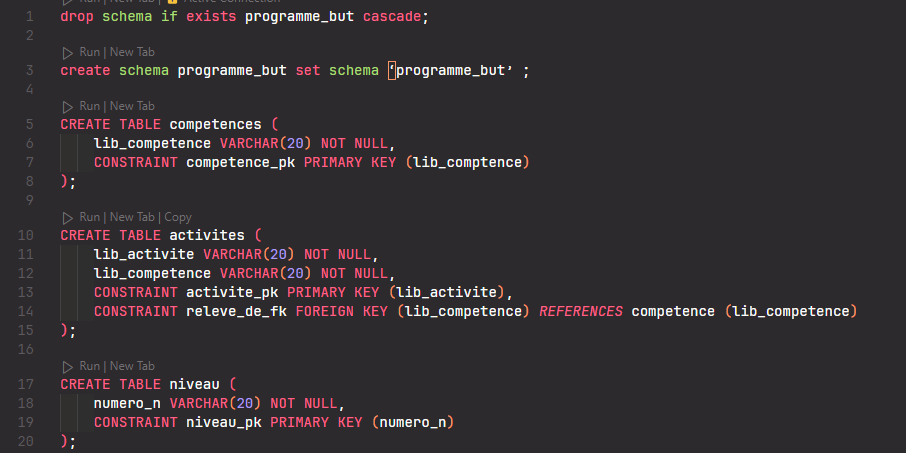 Run | New Tab | Active Connection
1 drop schema if exists programme_but cascade;
2
Run | New Tab
3 create schema programme_but set schema ‘programme_but’ ;
4
Run | New Tab
5 CREATE TABLE competences (
6 lib_competence VARCHAR(20) NOT NULL,
7 CONSTRAINT competence_pk PRIMARY KEY (lib_comptence)
8 );
9
Run | New Tab | Copy
10 CREATE TABLE activites (
11 lib_activite VARCHAR(20) NOT NULL,
12 lib_competence VARCHAR(20) NOT NULL,
13 CONSTRAINT activite_pk PRIMARY KEY (lib_activite),
14 CONSTRAINT releve_de_fk FOREIGN KEY (lib_competence) REFERENCES competence (lib_competence)
15 );
16
Run | New Tab
17 CREATE TABLE niveau (
18 numero_n VARCHAR(20) NOT NULL,
19 CONSTRAINT niveau_pk PRIMARY KEY (numero_n)
20 );